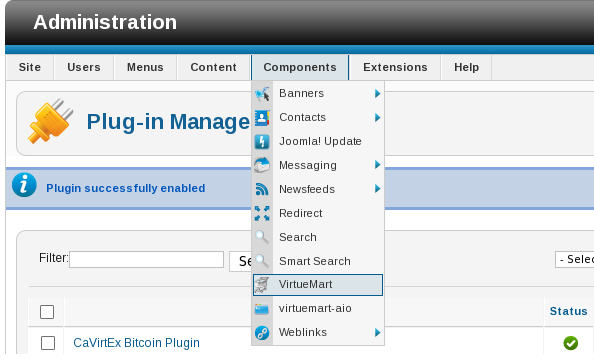 Administration
Site Users Menus Content Components Extensions Help
Plug-in Manage
Plugin successfully enabled
Banners
Contacts
Joomla! Update
Messaging
Newsfeeds
Redirect
Search
Smart Search
VirtueMart
virtuemart-aio
Weblinks
Filter:
- Selec
Status
CaVirtEx Bitcoin Plugin